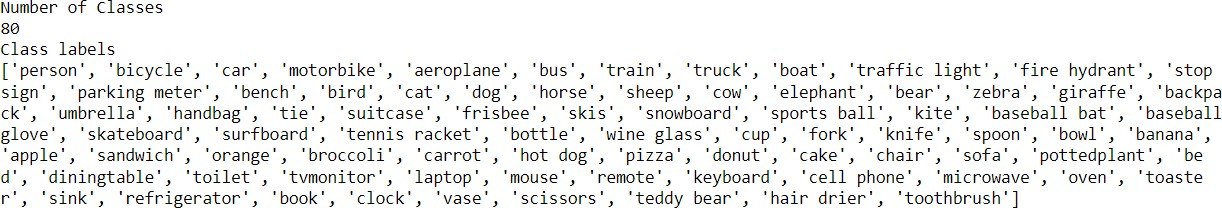 Number of Classes
80
Class labels
['person', 'bicycle', 'car', 'motorbike', 'aeroplane', 'bus', 'train', 'truck', 'boat', 'traffic light', 'fire hydrant', 'stop
sign', 'parking meter', 'bench', 'bird', 'cat', 'dog', 'horse', 'sheep', 'cow', 'elephant', 'bear', 'zebra', 'giraffe', 'backpa
ck', 'umbrella', 'handbag', 'tie', 'suitcase', 'frisbee', 'skis', 'snowboard', 'sports ball', 'kite', 'baseball bat', 'baseball
glove', 'skateboard', 'surfboard', 'tennis racket', 'bottle', 'wine glass', 'cup', 'fork', 'knife', 'spoon', 'bowl', 'banana',
'apple', 'sandwich', 'orange', 'broccoli', 'carrot', 'hot dog', 'pizza', 'donut', 'cake', 'chair', 'sofa', 'pottedplant', 'be
d', 'diningtable', 'toilet', 'tvmonitor', 'laptop', 'mouse', 'remote', 'keyboard', 'cell phone', 'microwave', 'oven', 'toaste
r', 'sink', 'refrigerator', 'book', 'clock', 'vase', 'scissors', 'teddy bear', 'hair drier', 'toothbrush']